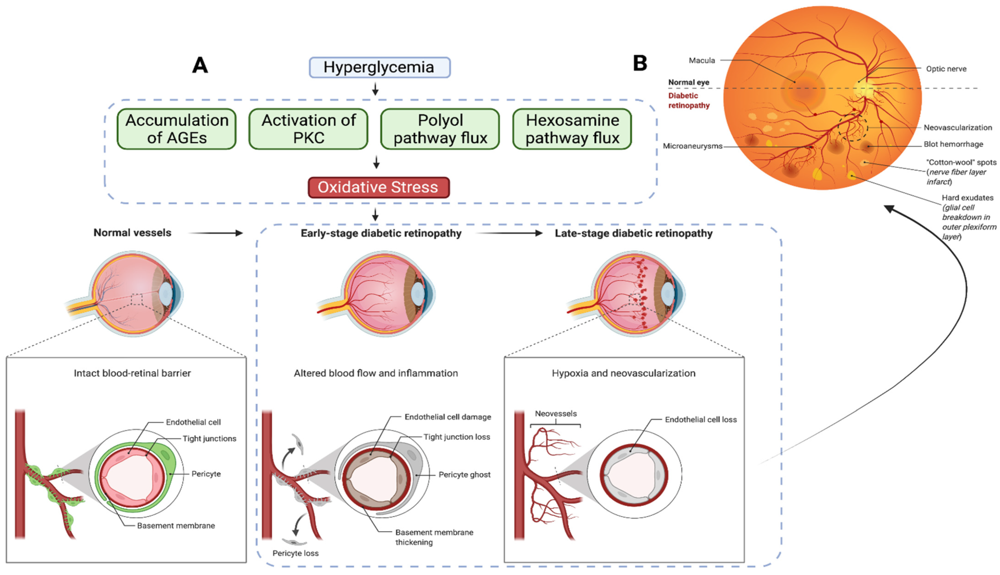 A
Hyperglycemia
Accumulation
of AGEs
Activation of
PKC
Polyol
pathway flux
Hexosamine
pathway flux
Oxidative Stress
B
Macula
Optic nerve
Normal eye
Diabetic
retinopathy
Neovascularization
Microaneurysms
Blot hemorrhage
"Cotton-wool" spots
(nerve fiber layer
infarct)
Hard exudates
(glial cell
breakdown in
outer plexiform
layer)
Normal vessels
Early-stage diabetic retinopathy
Late-stage diabetic retinopathy
Intact blood-retinal barrier
Endothelial cell
Tight junctions
Pericyte
Basement membrane
Altered blood flow and inflammation
Endothelial cell damage
Tight junction loss
Pericyte ghost
Basement membrane
thickening
Pericyte loss
Hypoxia and neovascularization
Neovessels
Endothelial cell loss